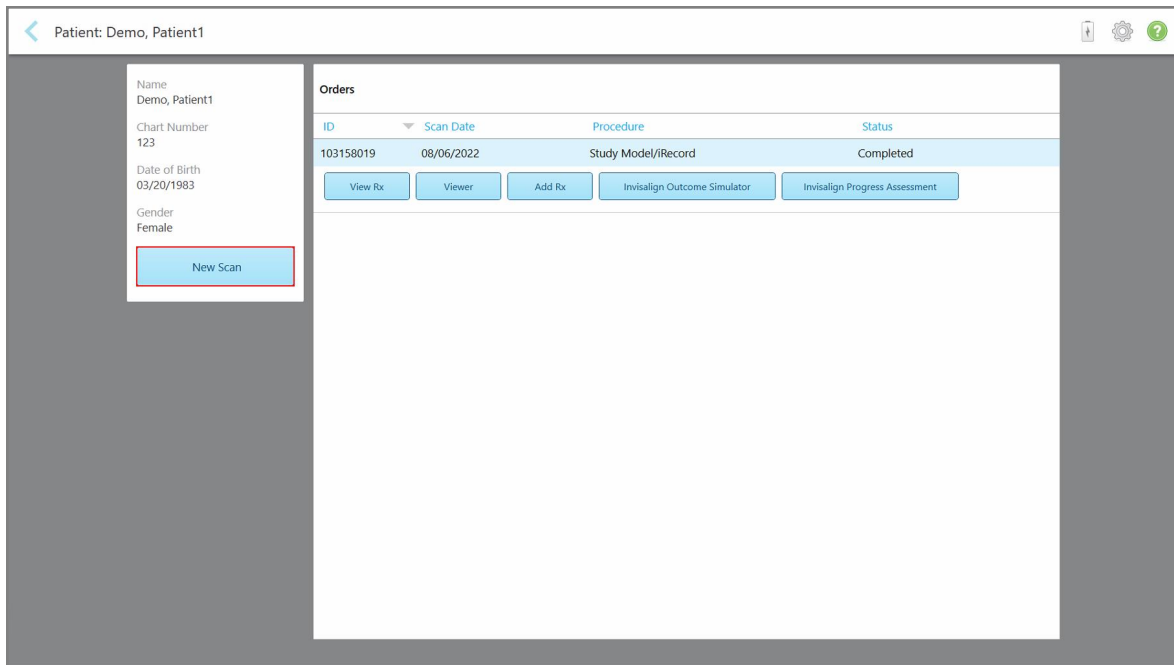 Patient: Demo, Patient1
?
Name
Demo, Patient1
Chart Number
123
Date of Birth
03/20/1983
Gender
Female
New Scan
Orders
ID Scan Date Procedure Status
103158019 08/06/2022 Study Model/iRecord Completed
View Rx Viewer Add Rx Invisalign Outcome Simulator Invisalign Progress Assessment